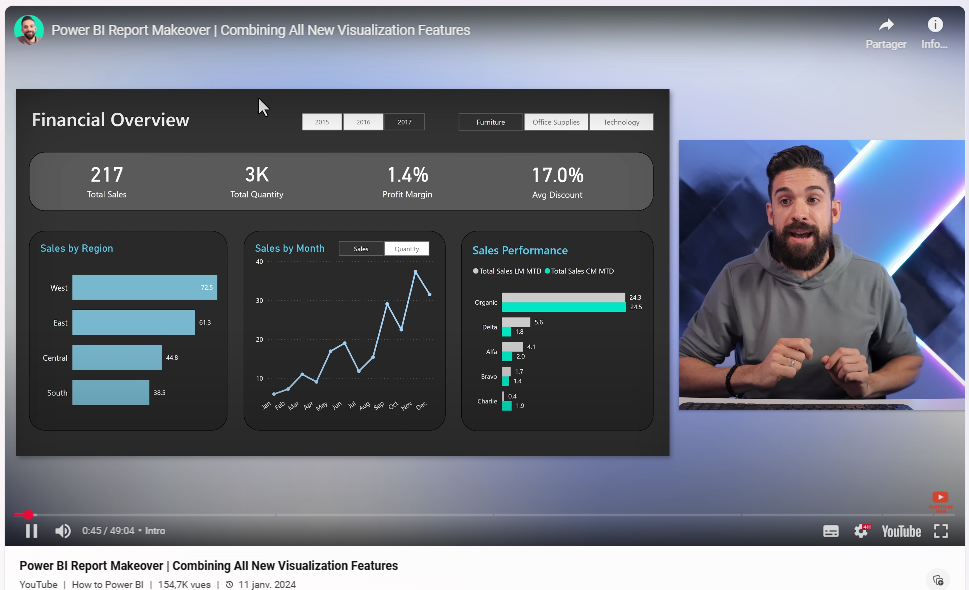 Power BI Report Makeover | Combining All New Visualization Features
Partager
Info...
Financial Overview
2015 2016 2017
Furniture Office Supplies Technology
217 3K 1.4% 17.0%
Total Sales Total Quantity Profit Margin Avg Discount
Sales by Region
West 72.5
East 61.3
Central 44.8
South 38.5
Sales by Month
Sales Quantity
40
30
20
10
Jan Feb Mar Apr May Jun Jul Aug Sep Oct Nov Dec
Sales Performance
Total Sales LM MTD Total Sales CM MTD
Organic 24.3
24.5
Delta 5.6
1.8
Alfa 4.1
2.0
Bravo 1.7
1.4
Charlie 0.4
1.9
0:45 / 49:04 • Intro
4K
YouTube
Power BI Report Makeover | Combining All New Visualization Features
YouTube | How to Power BI | 154,7K vues | 11 janv. 2024